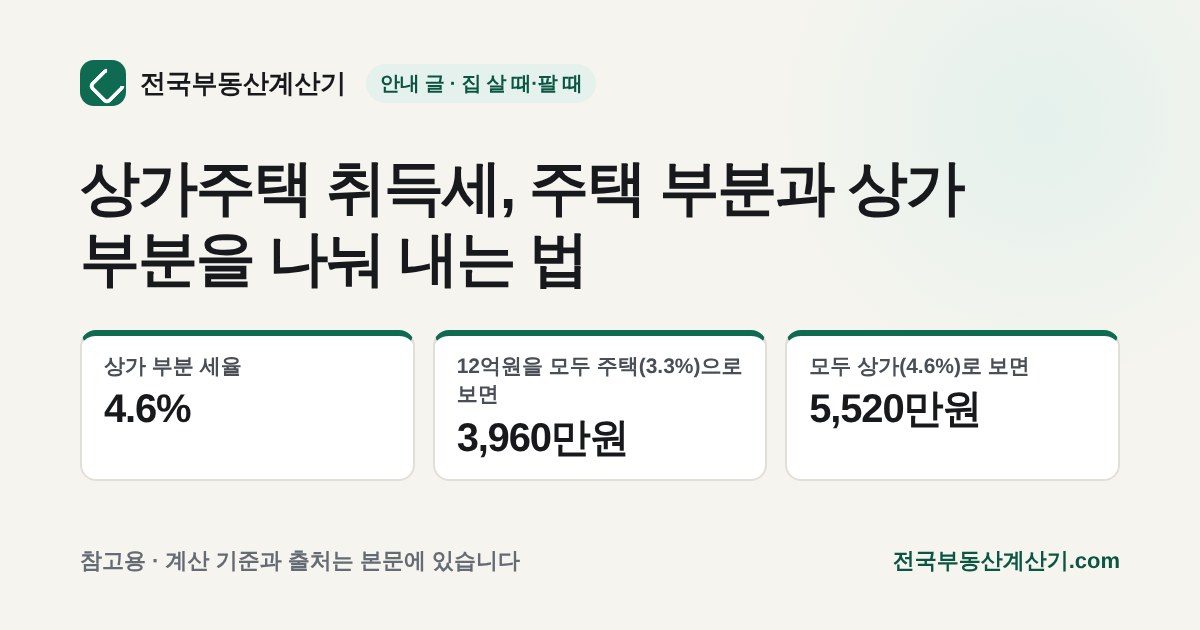 전국부동산계산기
안내 글 · 집 살 때·팔 때
상가주택 취득세, 주택 부분과 상가
부분을 나눠 내는 법
상가 부분 세율
4.6%
12억원을 모두 주택(3.3%)으로
보면
3,960만원
모두 상가(4.6%)로 보면
5,520만원
참고용 · 계산 기준과 출처는 본문에 있습니다
전국부동산계산기.com